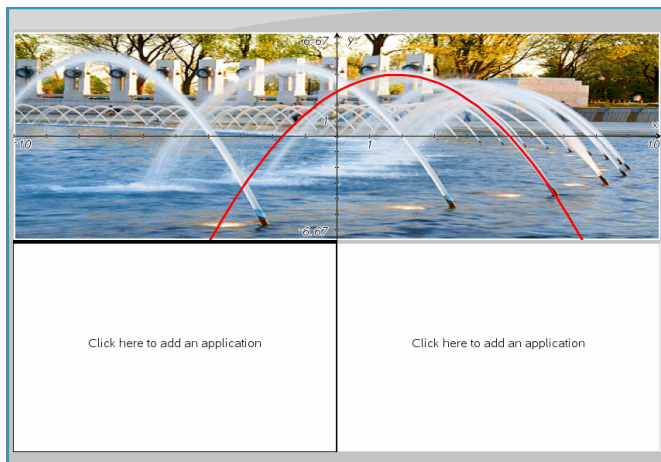 6.67 y
1
x
-10
1
10
-6.67
Click here to add an application
Click here to add an application